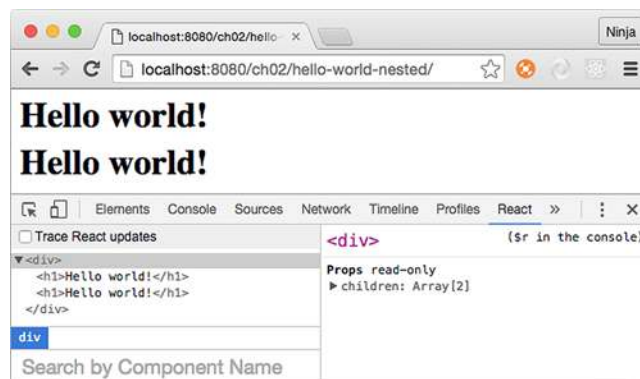 localhost:8080/ch02/hello-
Ninja
localhost:8080/ch02/hello-world-nested/
Hello world!
Hello world!
Elements Console Sources Network Timeline Profiles React »
Trace React updates
<div>
<h1>Hello world!</h1>
<h1>Hello world!</h1>
</div>
div
Search by Component Name
<div> ($r in the console)
Props read-only
children: Array[2]